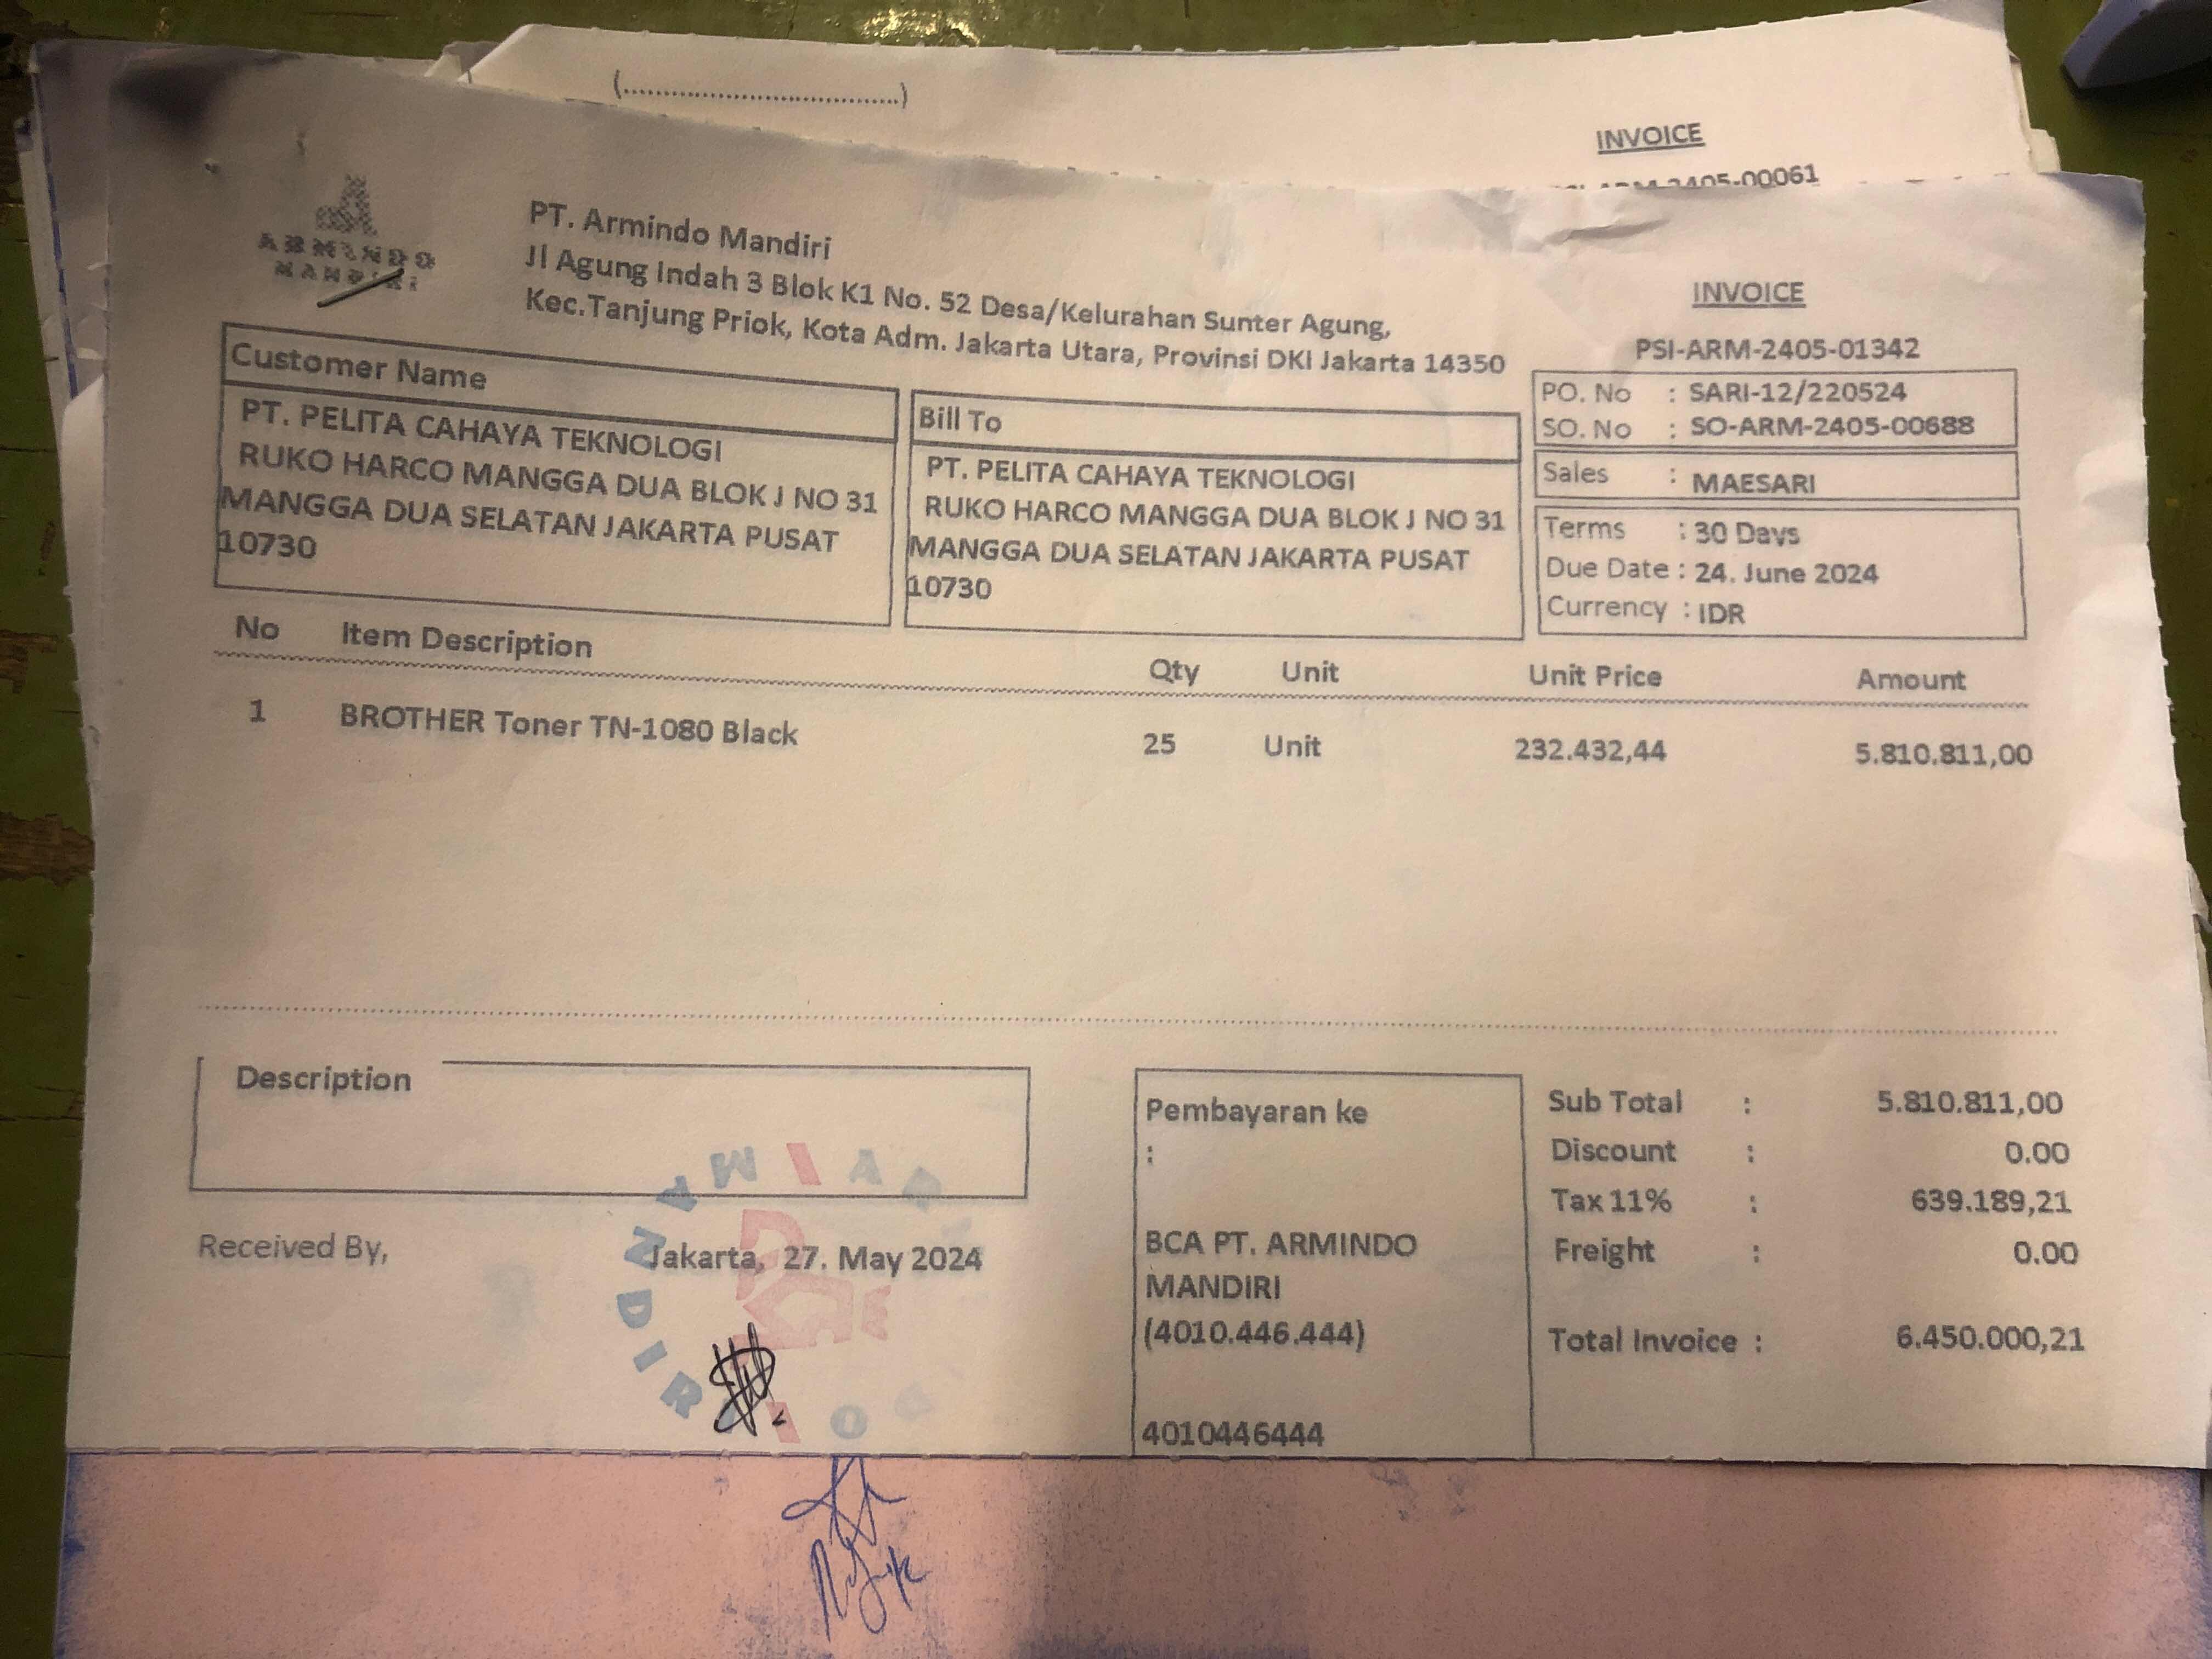 (....................................)
INVOICE
PSI-ARM-2405-00061
ARMINDO
MANDIRI
PT. Armindo Mandiri
Jl Agung Indah 3 Blok K1 No. 52 Desa/Kelurahan Sunter Agung,
Kec.Tanjung Priok, Kota Adm. Jakarta Utara, Provinsi DKI Jakarta 14350
INVOICE
PSI-ARM-2405-01342
PO. No : SARI-12/220524
SO. No : SO-ARM-2405-00688
Sales : MAESARI
Terms : 30 Days
Due Date : 24. June 2024
Currency : IDR
Customer Name
PT. PELITA CAHAYA TEKNOLOGI
RUKO HARCO MANGGA DUA BLOK J NO 31
MANGGA DUA SELATAN JAKARTA PUSAT
10730
Bill To
PT. PELITA CAHAYA TEKNOLOGI
RUKO HARCO MANGGA DUA BLOK J NO 31
MANGGA DUA SELATAN JAKARTA PUSAT
10730
No Item Description Qty Unit Unit Price Amount
1 BROTHER Toner TN-1080 Black 25 Unit 232.432,44 5.810.811,00
Description
Received By,
Jakarta, 27. May 2024
MANDIRI
Pembayaran ke
:
BCA PT. ARMINDO
MANDIRI
(4010.446.444)
4010446444
Sub Total : 5.810.811,00
Discount : 0.00
Tax 11% : 639.189,21
Freight : 0.00
Total Invoice : 6.450.000,21